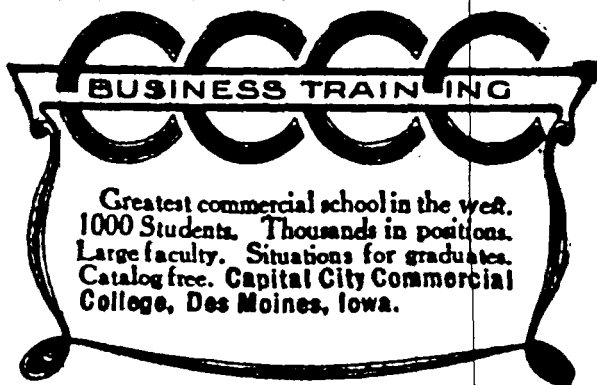 CCCC
BUSINESS TRAINING
Greatest commercial school in the west.
1000 Students. Thousands in positions.
Large faculty. Situations for graduates.
Catalog free. Capital City Commercial
College, Des Moines, Iowa.